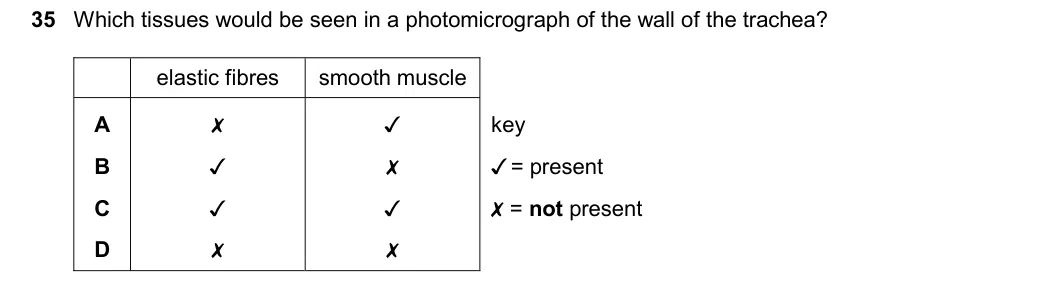 35 Which tissues would be seen in a photomicrograph of the wall of the trachea?
elastic fibres smooth muscle
A ✗ ✓ key
B ✓ ✗ ✓ = present
C ✓ ✓ ✗ = not present
D ✗ ✗